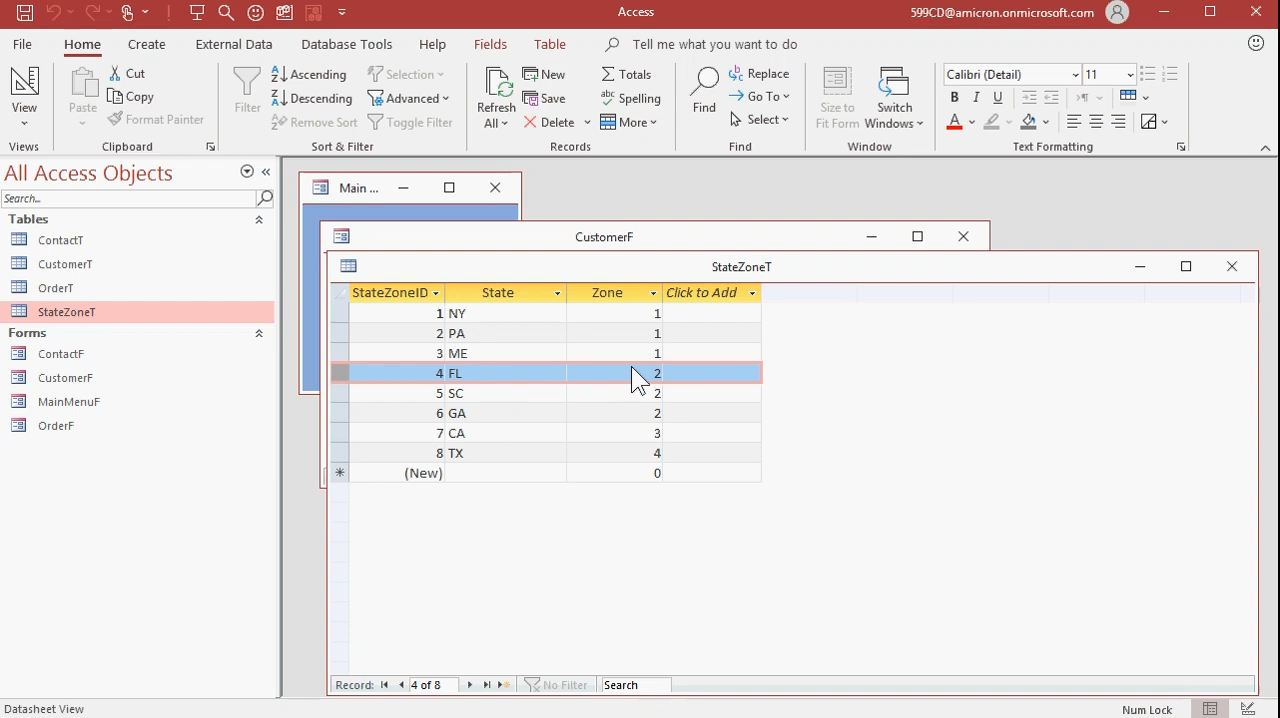 Access
599CD@amicron.onmicrosoft.com
File Home Create External Data Database Tools Help Fields Table Tell me what you want to do
View
Views
Paste
Cut
Copy
Format Painter
Clipboard
Filter
Ascending
Descending
Remove Sort
Selection
Advanced
Toggle Filter
Sort & Filter
Refresh
All
New
Save
Delete
Totals
Spelling
More
Records
Find
Replace
Go To
Select
Find
Size to
Fit Form
Switch
Windows
Window
Calibri (Detail) 11
B I U
A
Text Formatting
All Access Objects
Search...
Tables
ContactT
CustomerT
OrderT
StateZoneT
Forms
ContactF
CustomerF
MainMenuF
OrderF
Main ...
CustomerF
StateZoneT
StateZoneID State Zone Click to Add
1 NY 1
2 PA 1
3 ME 1
4 FL 2
5 SC 2
6 GA 2
7 CA 3
8 TX 4
(New) 0
Record: 4 of 8 No Filter Search
Datasheet View
Num Lock